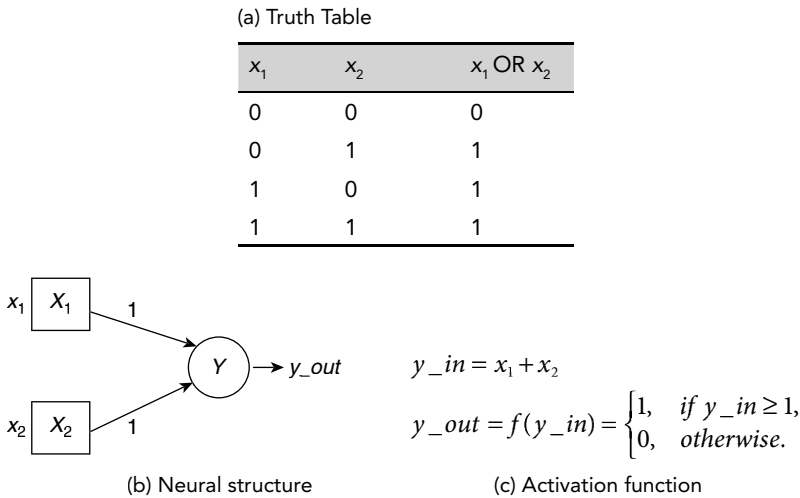 (a) Truth Table
x₁ x₂ x₁ OR x₂
0 0 0
0 1 1
1 0 1
1 1 1
x₁ X₁ 1
Y y_out
x₂ X₂ 1
y_in = x₁ + x₂
y_out = f(y_in) = {1, if y_in ≥ 1,
0, otherwise.
(b) Neural structure
(c) Activation function